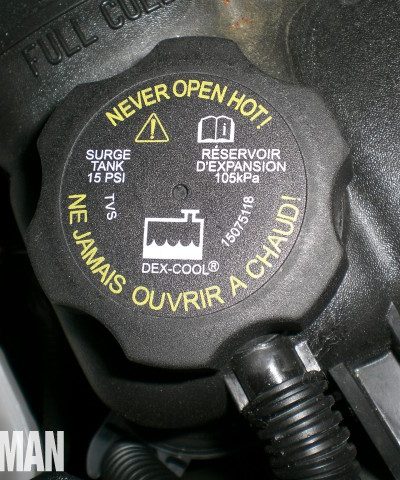 FULL COLD
NEVER OPEN HOT!
SURGE
TANK
15 PSI
RÉSERVOIR
D'EXPANSION
105kPa
TVS
15075118
DEX-COOL®
NE JAMAIS OUVRIR À CHAUD!
MAN